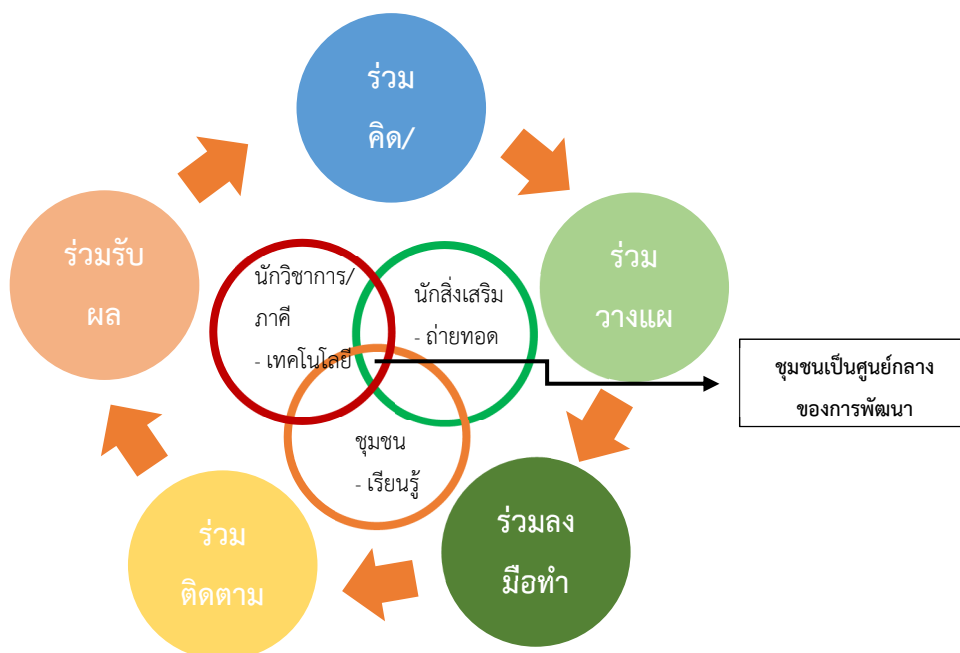 ร่วม
คิด/
ร่วม
วางแผ
ร่วมลง
มือทำ
ร่วม
ติดตาม
ร่วมรับ
ผล
นักวิชาการ/
ภาคี
- เทคโนโลยี
นักสิ่งเสริม
- ถ่ายทอด
ชุมชน
- เรียนรู้
ชุมชนเป็นศูนย์กลาง
ของการพัฒนา